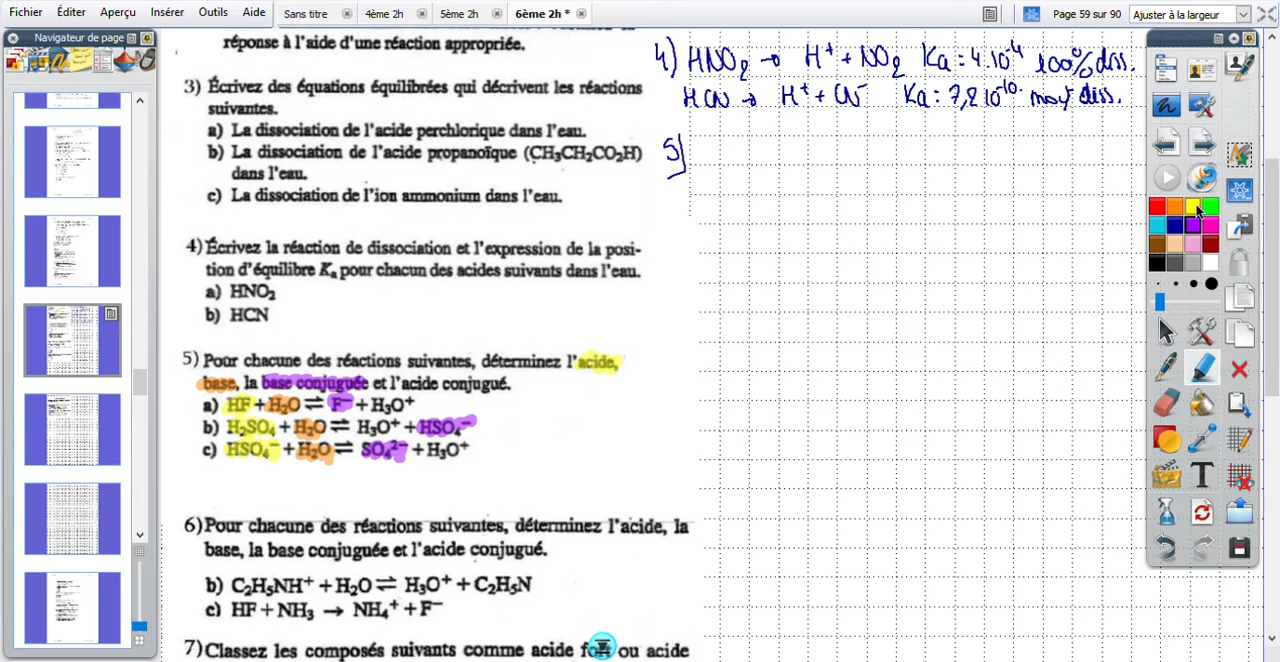 Fichier Éditer Aperçu Insérer Outils Aide Sans titre 4ème 2h 5ème 2h 6ème 2h * Page 59 sur 90 Ajuster à la largeur
Navigateur de page
réponse à l'aide d'une réaction appropriée.
3) Écrivez des équations équilibrées qui décrivent les réactions
suivantes.
a) La dissociation de l'acide perchlorique dans l'eau.
b) La dissociation de l'acide propanoïque (CH₃CH₂CO₂H)
dans l'eau.
c) La dissociation de l'ion ammonium dans l'eau.
4) Écrivez la réaction de dissociation et l'expression de la posi-
tion d'équilibre Kₐ pour chacun des acides suivants dans l'eau.
a) HNO₂
b) HCN
5) Pour chacune des réactions suivantes, déterminez l'acide,
base, la base conjuguée et l'acide conjugué.
a) HF + H₂O ⇌ F⁻ + H₃O⁺
b) H₂SO₄ + H₂O ⇌ H₃O⁺ + HSO₄⁻
c) HSO₄⁻ + H₂O ⇌ SO₄²⁻ + H₃O⁺
6) Pour chacune des réactions suivantes, déterminez l'acide, la
base, la base conjuguée et l'acide conjugué.
b) C₂H₅NH⁺ + H₂O ⇌ H₃O⁺ + C₂H₅N
c) HF + NH₃ → NH₄⁺ + F⁻
7) Classez les composés suivants comme acide fort ou acide
4) HNO₂ → H⁺ + NO₂ Ka = 4.10⁻⁴ 100% diss.
HCN → H⁺ + CN⁻ Ka = 7,2 10⁻¹⁰ diss.
5)